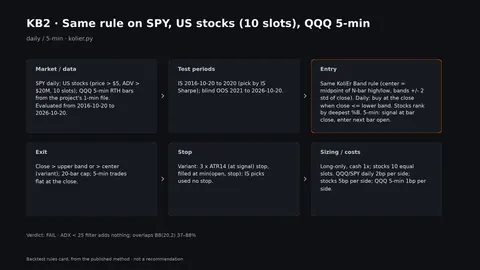 KB2 · Same rule on SPY, US stocks (10 slots), QQQ 5-min
daily / 5-min · kolier.py
Market / data
SPY daily; US stocks (price > $5, ADV >
$20M, 10 slots); QQQ 5-min RTH bars
from the project's 1-min file.
Evaluated from 2016-10-20 to
2026-10-20.
›
Test periods
IS 2016-10-20 to 2020 (pick by
IS Sharpe); blind OOS 2021 to 2026-10-20.
›
Entry
Same KoliEr Band rule (center =
midpoint of N-bar high/low, bands +/- 2
std of close). Daily: buy at the close
when close <= lower band. Stocks rank
by deepest %B. 5-min: signal at bar
close, enter next bar open.
Exit
Close > upper band or > center
(variant); 20-bar cap; 5-min trades
flat at the close.
›
Stop
Variant: 3 x ATR14 (at signal) stop,
filled at min(open, stop); IS picks
used no stop.
›
Sizing / costs
Long-only, cash 1x; stocks 10 equal
slots. QQQ/SPY daily 2bp per side;
stocks 5bp per side; QQQ 5-min 1bp per
side.
Verdict: FAIL · ADX < 25 filter adds nothing; overlaps BB(20,2) 37–98%
Backtest rules card, from the published method · not a recommendation